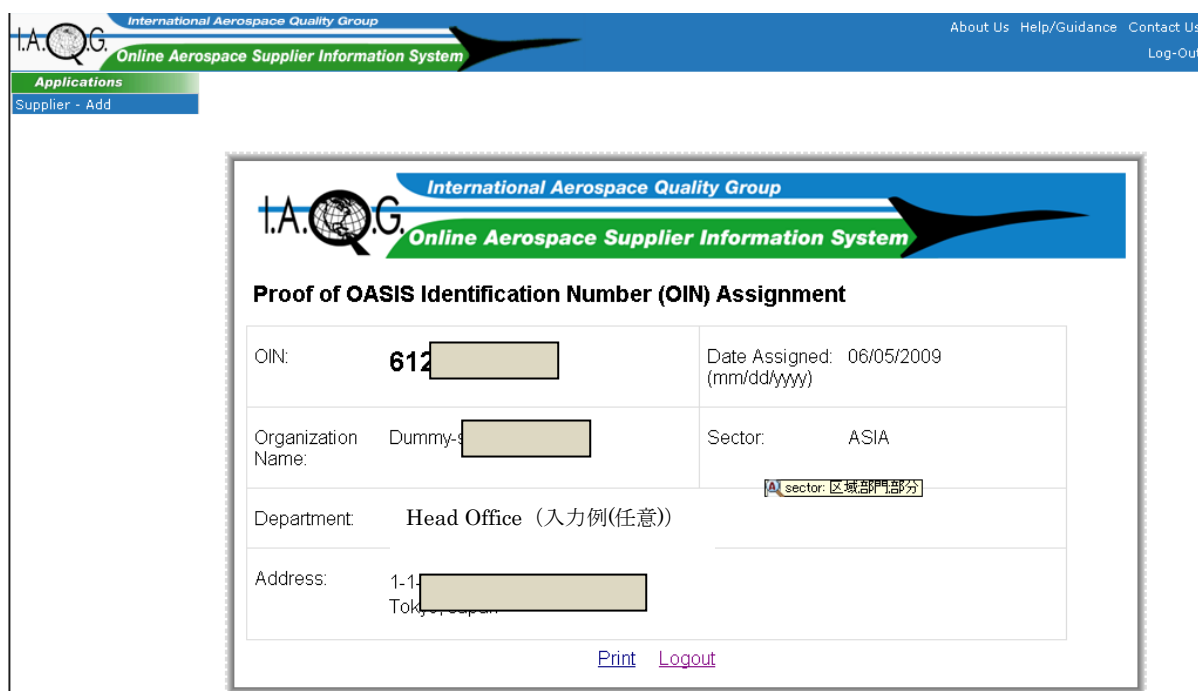 International Aerospace Quality Group
I.A.Q.G.
Online Aerospace Supplier Information System
About Us Help/Guidance Contact Us
Log-Out
Applications
Supplier - Add
International Aerospace Quality Group
I.A.Q.G.
Online Aerospace Supplier Information System
Proof of OASIS Identification Number (OIN) Assignment
OIN: 612 Date Assigned: 06/05/2009
(mm/dd/yyyy)
Organization Dummy-s Sector: ASIA
Name:
sector: 区域,部門,部分
Department: Head Office（入力例(任意)）
Address: 1-1-
Tokyo, Japan
Print Logout